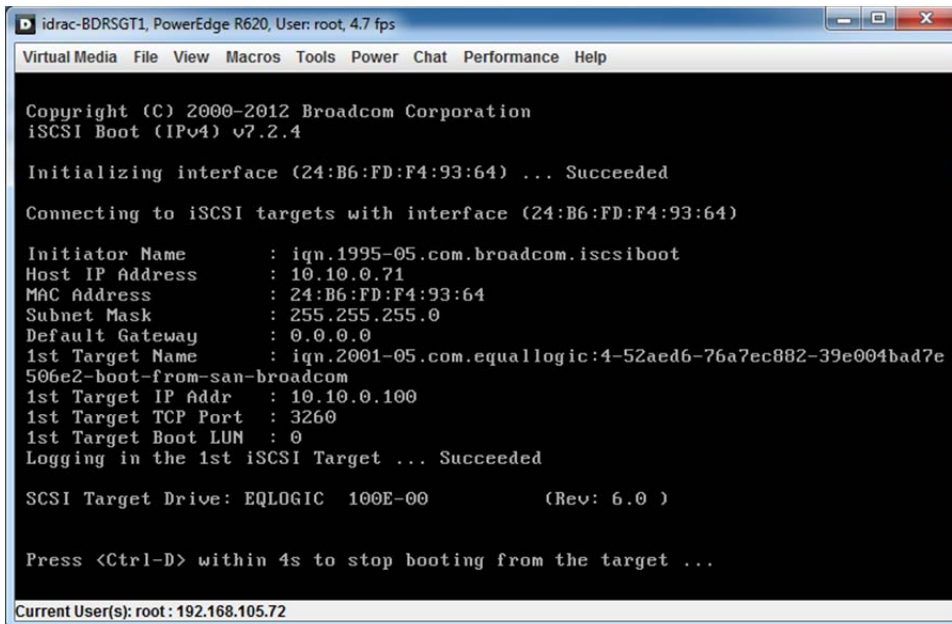 idrac-BDRSGT1, PowerEdge R620, User: root, 4.7 fps
Virtual Media File View Macros Tools Power Chat Performance Help
Copyright (C) 2000-2012 Broadcom Corporation
iSCSI Boot (IPv4) v7.2.4
Initializing interface (24:B6:FD:F4:93:64) ... Succeeded
Connecting to iSCSI targets with interface (24:B6:FD:F4:93:64)
Initiator Name : iqn.1995-05.com.broadcom.iscsiboot
Host IP Address : 10.10.0.71
MAC Address : 24:B6:FD:F4:93:64
Subnet Mask : 255.255.255.0
Default Gateway : 0.0.0.0
1st Target Name : iqn.2001-05.com.equallogic:4-52aed6-76a7ec882-39e004bad7e
506e2-boot-from-san-broadcom
1st Target IP Addr : 10.10.0.100
1st Target TCP Port : 3260
1st Target Boot LUN : 0
Logging in the 1st iSCSI Target ... Succeeded
SCSI Target Drive: EQLOGIC 100E-00 (Rev: 6.0 )
Press <Ctrl-D> within 4s to stop booting from the target ...
Current User(s): root : 192.168.105.72